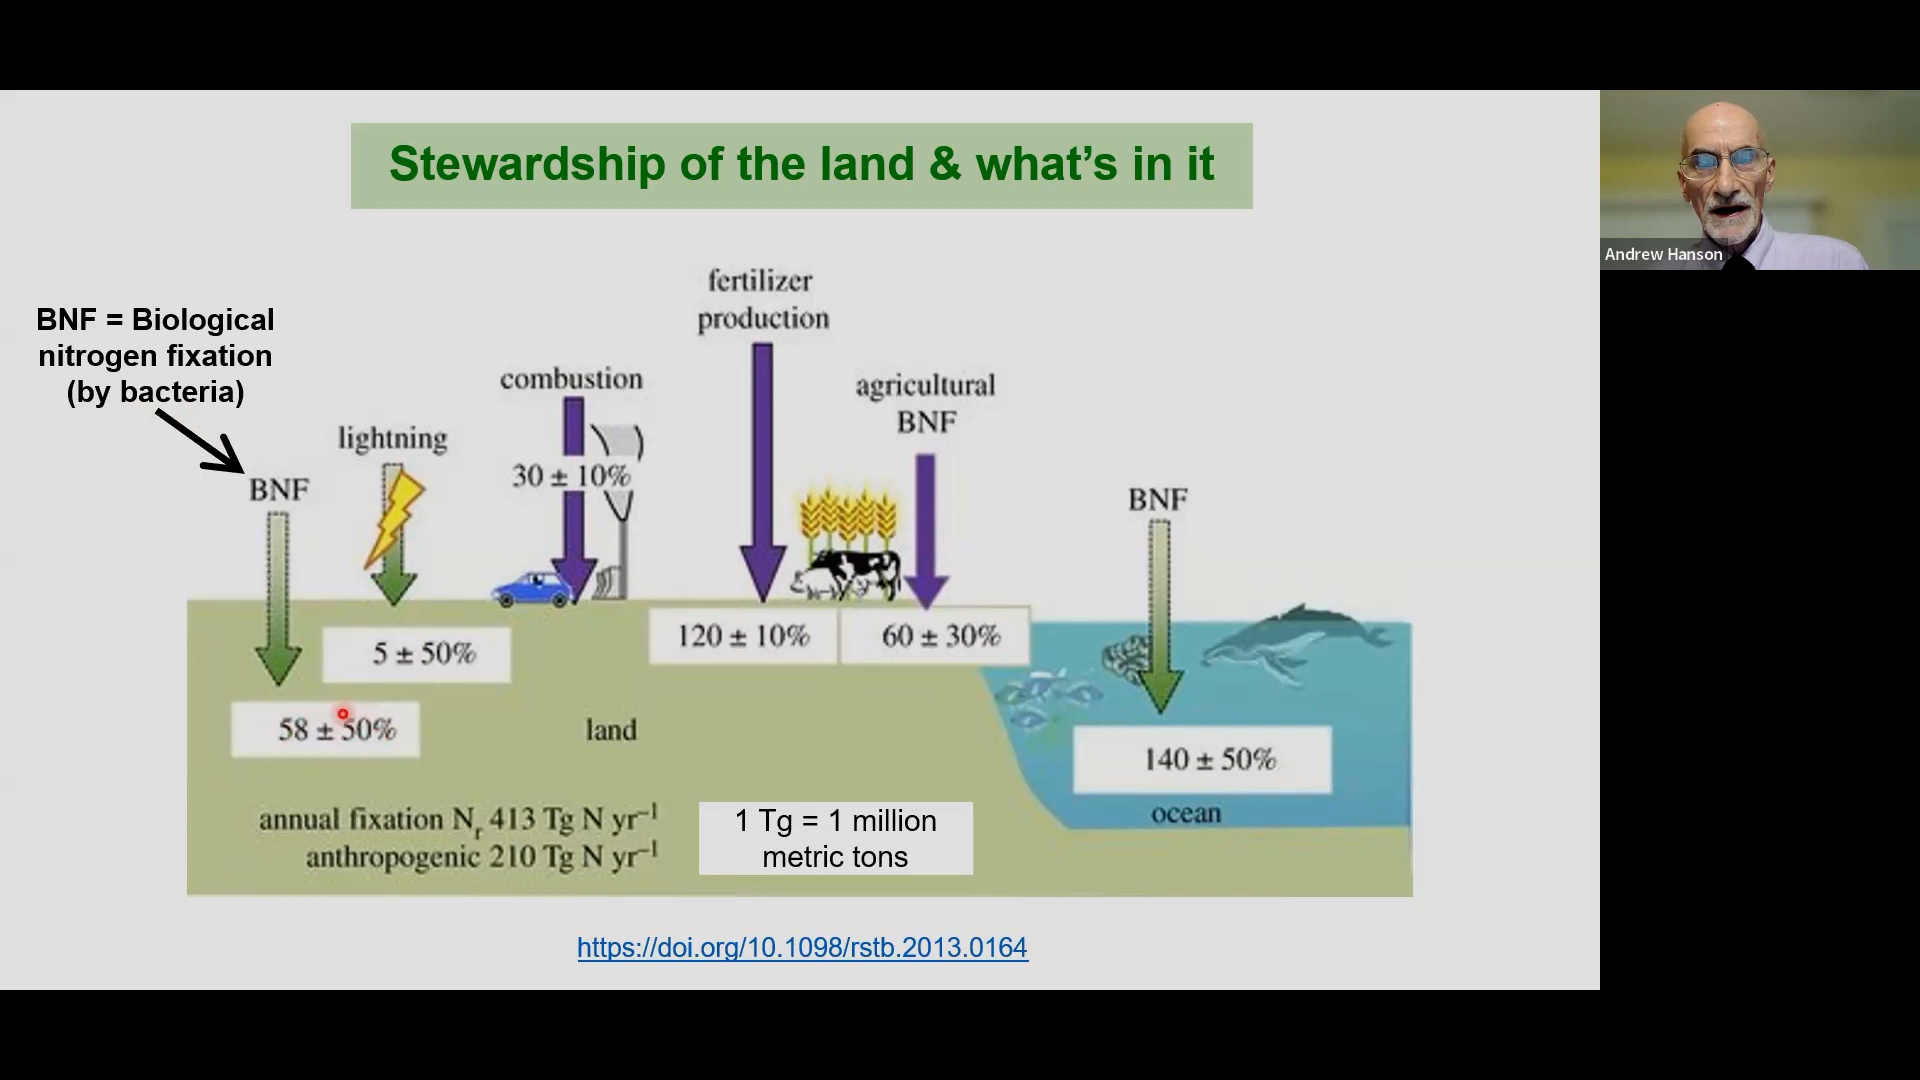 Stewardship of the land & what's in it
Andrew Hanson
BNF = Biological
nitrogen fixation
(by bacteria)
BNF
lightning
combustion
30 ± 10%
fertilizer
production
agricultural
BNF
BNF
5 ± 50%
58 ± 50%
120 ± 10%
60 ± 30%
140 ± 50%
land
ocean
annual fixation Nᵣ 413 Tg N yr⁻¹
anthropogenic 210 Tg N yr⁻¹
1 Tg = 1 million
metric tons
https://doi.org/10.1098/rstb.2013.0164